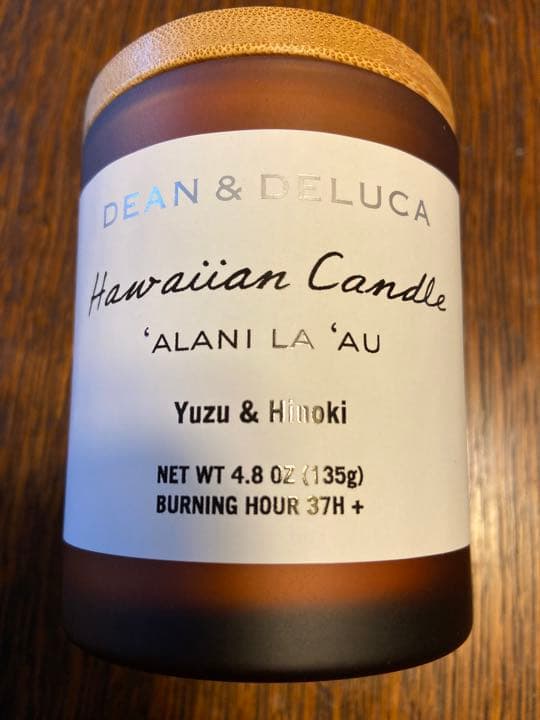 DEAN & DELUCA
Hawaiian Candle
ʻALANI LA ʻAU
Yuzu & Hinoki
NET WT 4.8 OZ (135g)
BURNING HOUR 37H +